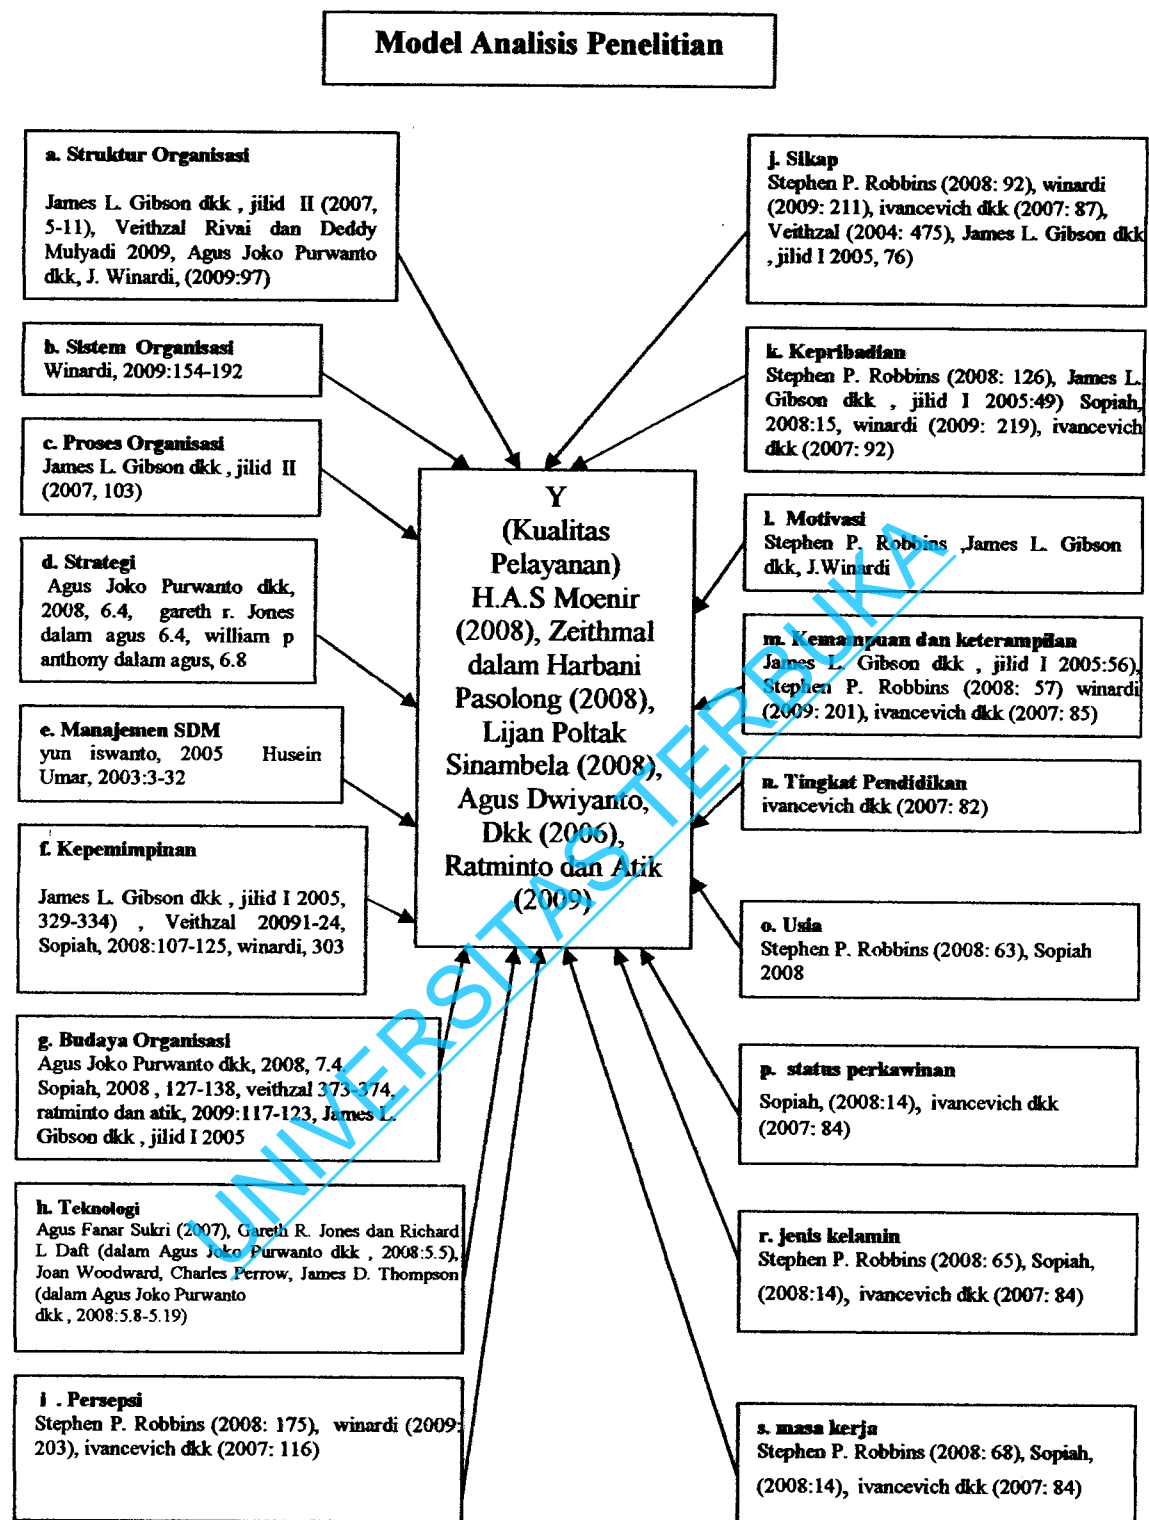 Model Analisis Penelitian
a. Struktur Organisasi
James L. Gibson dkk , jilid II (2007,
5-11), Veithzal Rivai dan Deddy
Mulyadi 2009, Agus Joko Purwanto
dkk, J. Winardi, (2009:97)
b. Sistem Organisasi
Winardi, 2009:154-192
c. Proses Organisasi
James L. Gibson dkk , jilid II
(2007, 103)
d. Strategi
Agus Joko Purwanto dkk,
2008, 6.4, gareth r. Jones
dalam agus 6.4, william p
anthony dalam agus, 6.8
e. Manajemen SDM
yun iswanto, 2005 Husein
Umar, 2003:3-32
f. Kepemimpinan
James L. Gibson dkk , jilid I 2005,
329-334) , Veithzal 20091-24,
Sopiah, 2008:107-125, winardi, 303
g. Budaya Organisasi
Agus Joko Purwanto dkk, 2008, 7.4,
Sopiah, 2008 , 127-138, veithzal 373-374,
ratminto dan atik, 2009:117-123, James L.
Gibson dkk , jilid I 2005
h. Teknologi
Agus Fanar Sukri (2007), Gareth R. Jones dan Richard
L Daft (dalam Agus Joko Purwanto dkk , 2008:5.5),
Joan Woodward, Charles Perrow, James D. Thompson
(dalam Agus Joko Purwanto
dkk , 2008:5.8-5.19)
i . Persepsi
Stephen P. Robbins (2008: 175), winardi (2009:
203), ivancevich dkk (2007: 116)
Y
(Kualitas
Pelayanan)
H.A.S Moenir
(2008), Zeithmal
dalam Harbani
Pasolong (2008),
Lijan Poltak
Sinambela (2008),
Agus Dwiyanto,
Dkk (2006),
Ratminto dan Atik
(2009)
j. Sikap
Stephen P. Robbins (2008: 92), winardi
(2009: 211), ivancevich dkk (2007: 87),
Veithzal (2004: 475), James L. Gibson dkk
, jilid I 2005, 76)
k. Kepribadian
Stephen P. Robbins (2008: 126), James L.
Gibson dkk , jilid I 2005:49) Sopiah,
2008:15, winardi (2009: 219), ivancevich
dkk (2007: 92)
l. Motivasi
Stephen P. Robbins ,James L. Gibson
dkk, J.Winardi
m. Kemampuan dan keterampilan
James L. Gibson dkk , jilid I 2005:56),
Stephen P. Robbins (2008: 57) winardi
(2009: 201), ivancevich dkk (2007: 85)
n. Tingkat Pendidikan
ivancevich dkk (2007: 82)
o. Usia
Stephen P. Robbins (2008: 63), Sopiah
2008
p. status perkawinan
Sopiah, (2008:14), ivancevich dkk
(2007: 84)
r. jenis kelamin
Stephen P. Robbins (2008: 65), Sopiah,
(2008:14), ivancevich dkk (2007: 84)
s. masa kerja
Stephen P. Robbins (2008: 68), Sopiah,
(2008:14), ivancevich dkk (2007: 84)
UNIVERSITAS TERBUKA